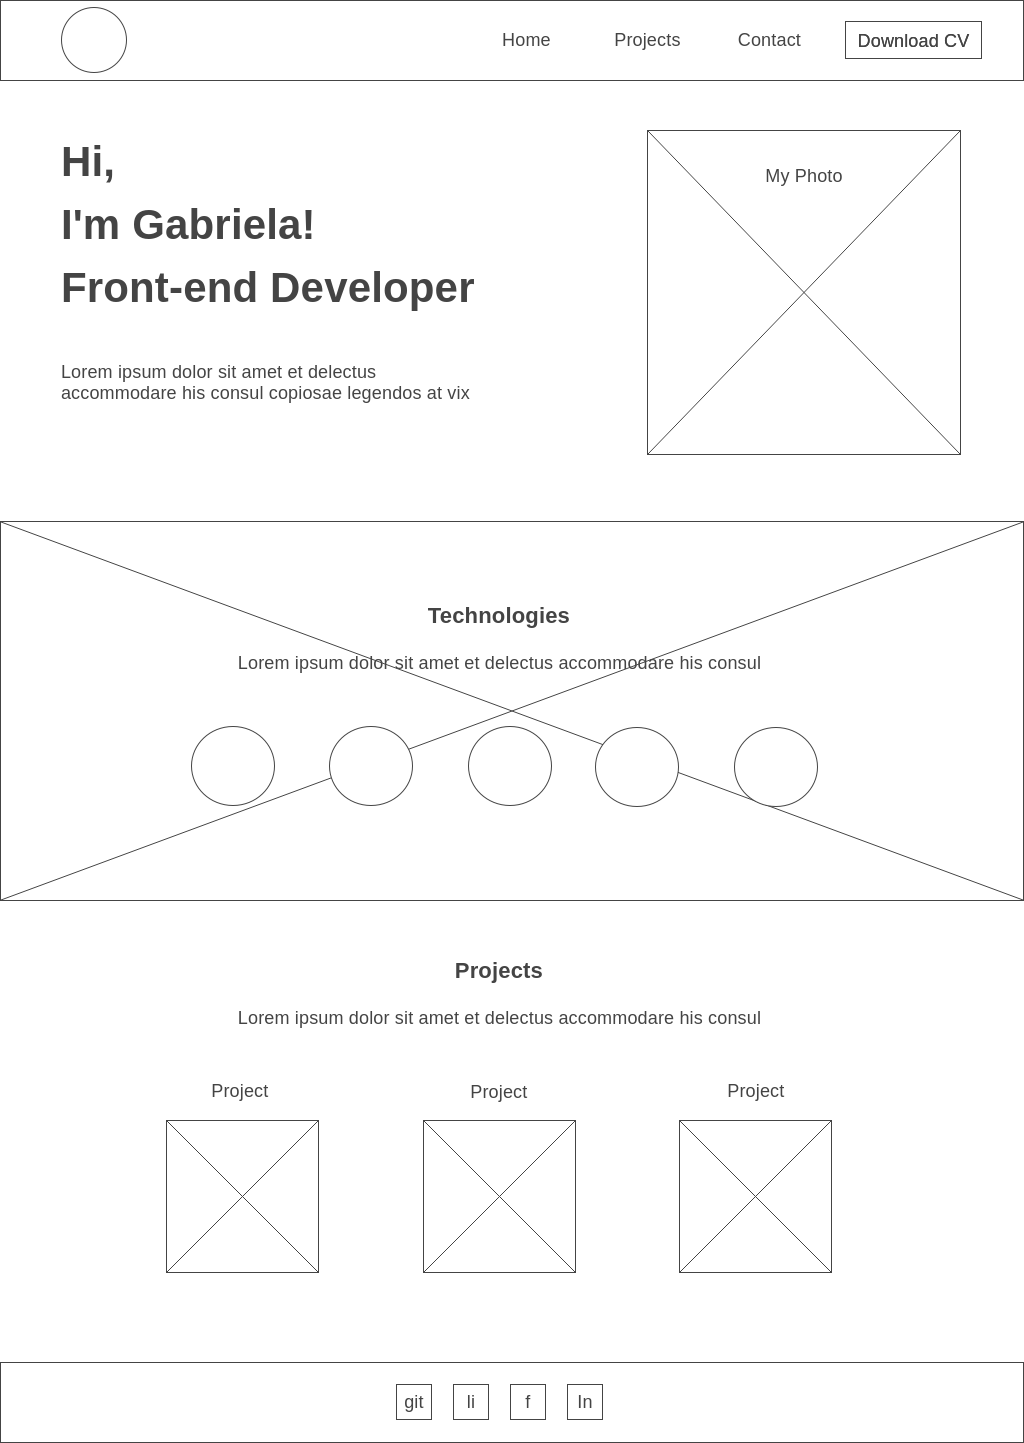 Home Projects Contact Download CV
Hi,
I'm Gabriela!
Front-end Developer
My Photo
Lorem ipsum dolor sit amet et delectus
accommodare his consul copiosae legendos at vix
Technologies
Lorem ipsum dolor sit amet et delectus accommodare his consul
Projects
Lorem ipsum dolor sit amet et delectus accommodare his consul
Project Project Project
git li f In